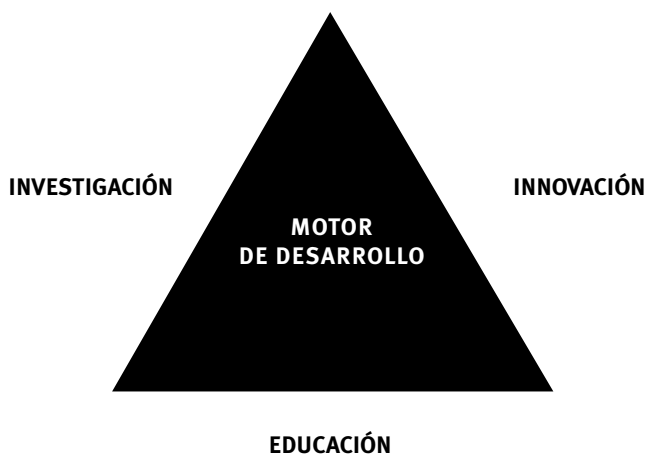 INVESTIGACIÓN
INNOVACIÓN
MOTOR
DE DESARROLLO
EDUCACIÓN